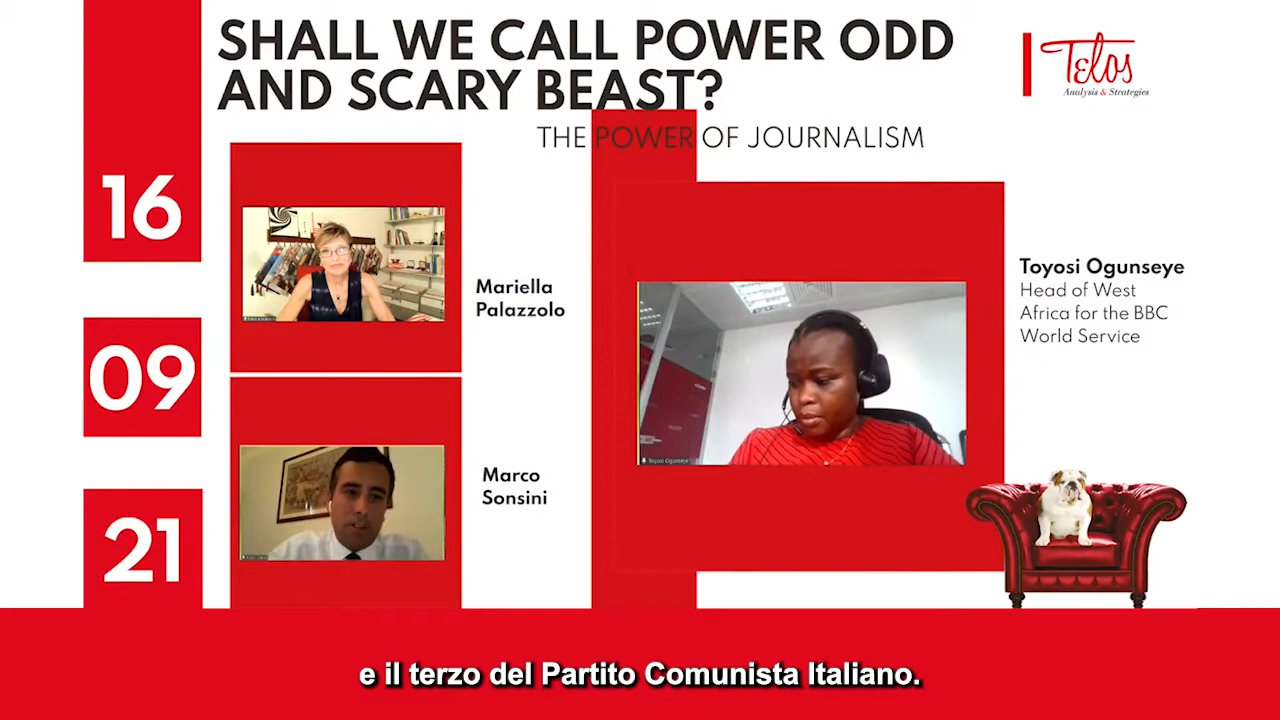 SHALL WE CALL POWER ODD
AND SCARY BEAST?
THE POWER OF JOURNALISM
Telos
Analysis & Strategies
16
09
21
Mariella
Palazzolo
Marco
Sonsini
Toyosi Ogunseye
Head of West
Africa for the BBC
World Service
Toyosi Ogunseye
e il terzo del Partito Comunista Italiano.